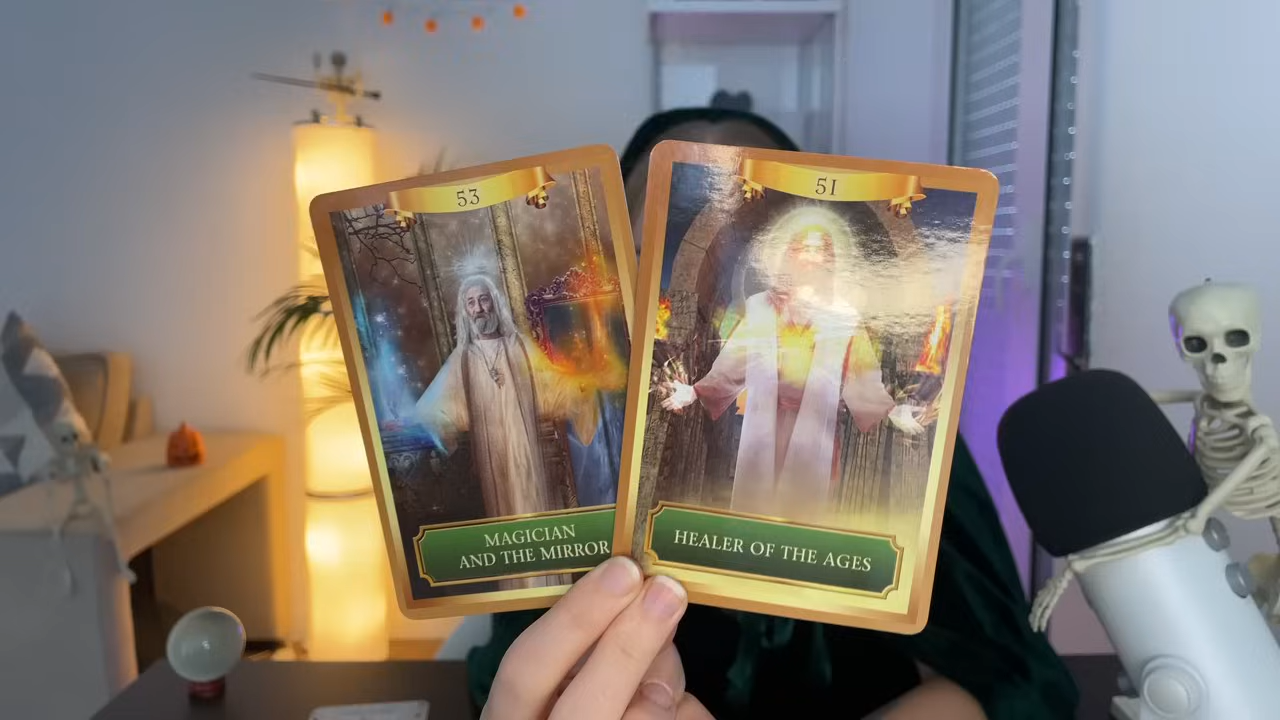 53
MAGICIAN
AND THE MIRROR
51
HEALER OF THE AGES